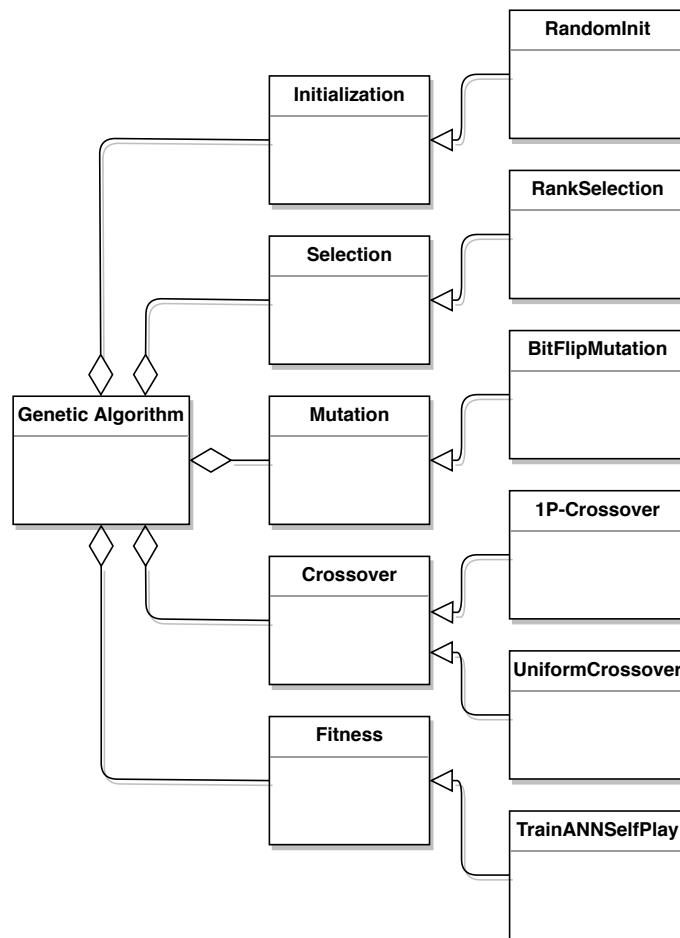 RandomInit
Initialization
RankSelection
Selection
BitFlipMutation
Genetic Algorithm
Mutation
1P-Crossover
Crossover
UniformCrossover
Fitness
TrainANNSelfPlay